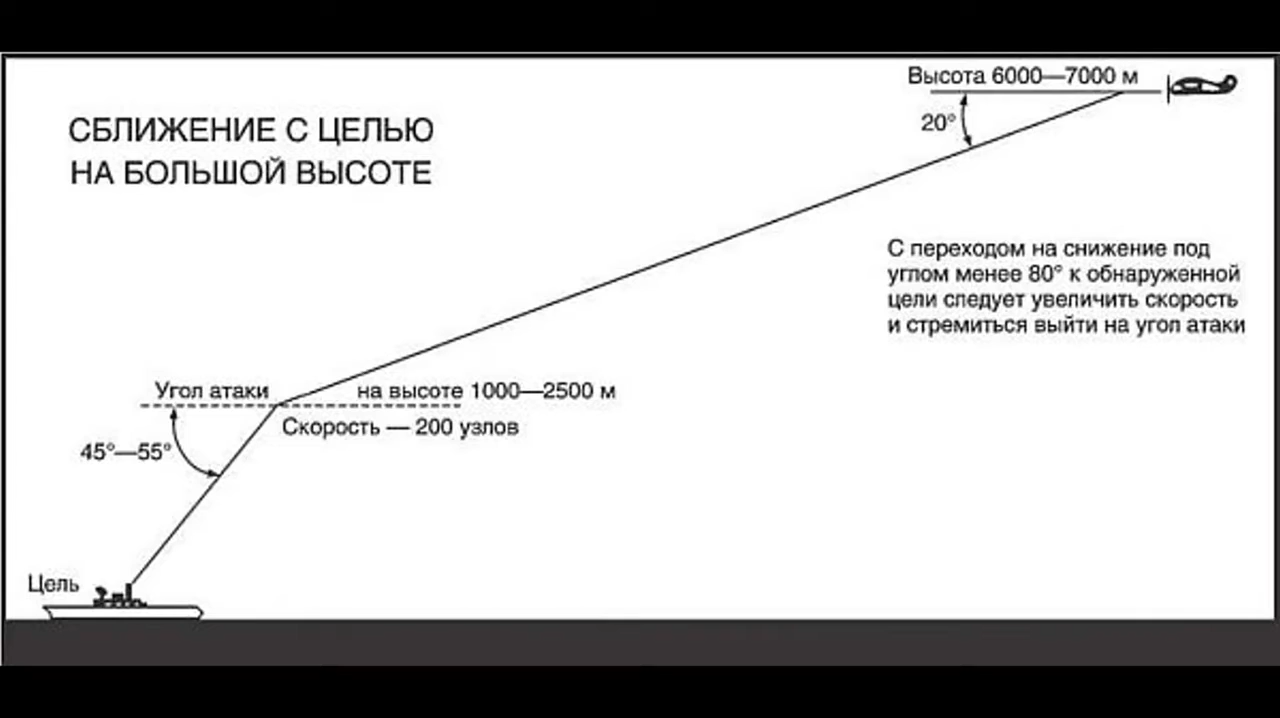 Высота 6000—7000 м
СБЛИЖЕНИЕ С ЦЕЛЬЮ
НА БОЛЬШОЙ ВЫСОТЕ
20°
С переходом на снижение под
углом менее 80° к обнаруженной
цели следует увеличить скорость
и стремиться выйти на угол атаки
Угол атаки
на высоте 1000—2500 м
Скорость — 200 узлов
45°—55°
Цель